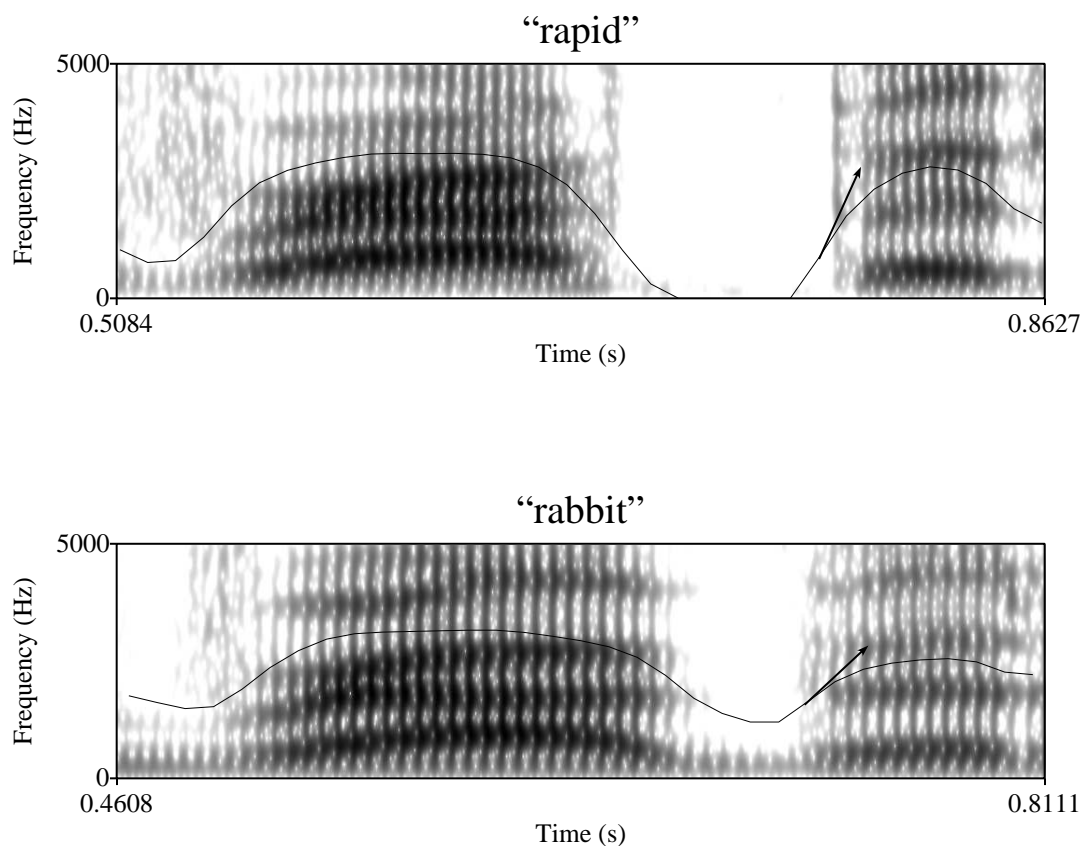 “rapid”
5000
Frequency (Hz)
0
0.5084
0.8627
Time (s)
“rabbit”
5000
Frequency (Hz)
0
0.4608
0.8111
Time (s)